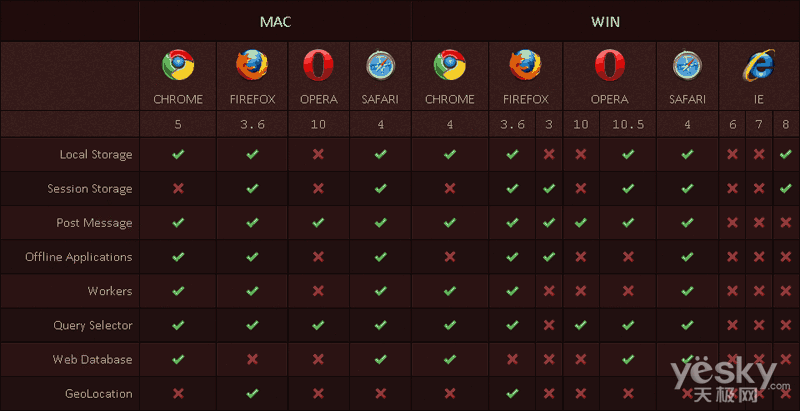 MAC WIN
CHROME FIREFOX OPERA SAFARI CHROME FIREFOX OPERA SAFARI IE
5 3.6 10 4 4 3.6 3 10 10.5 4 6 7 8
Local Storage
Session Storage
Post Message
Offline Applications
Workers
Query Selector
Web Database
GeoLocation
yësky
天极网.com